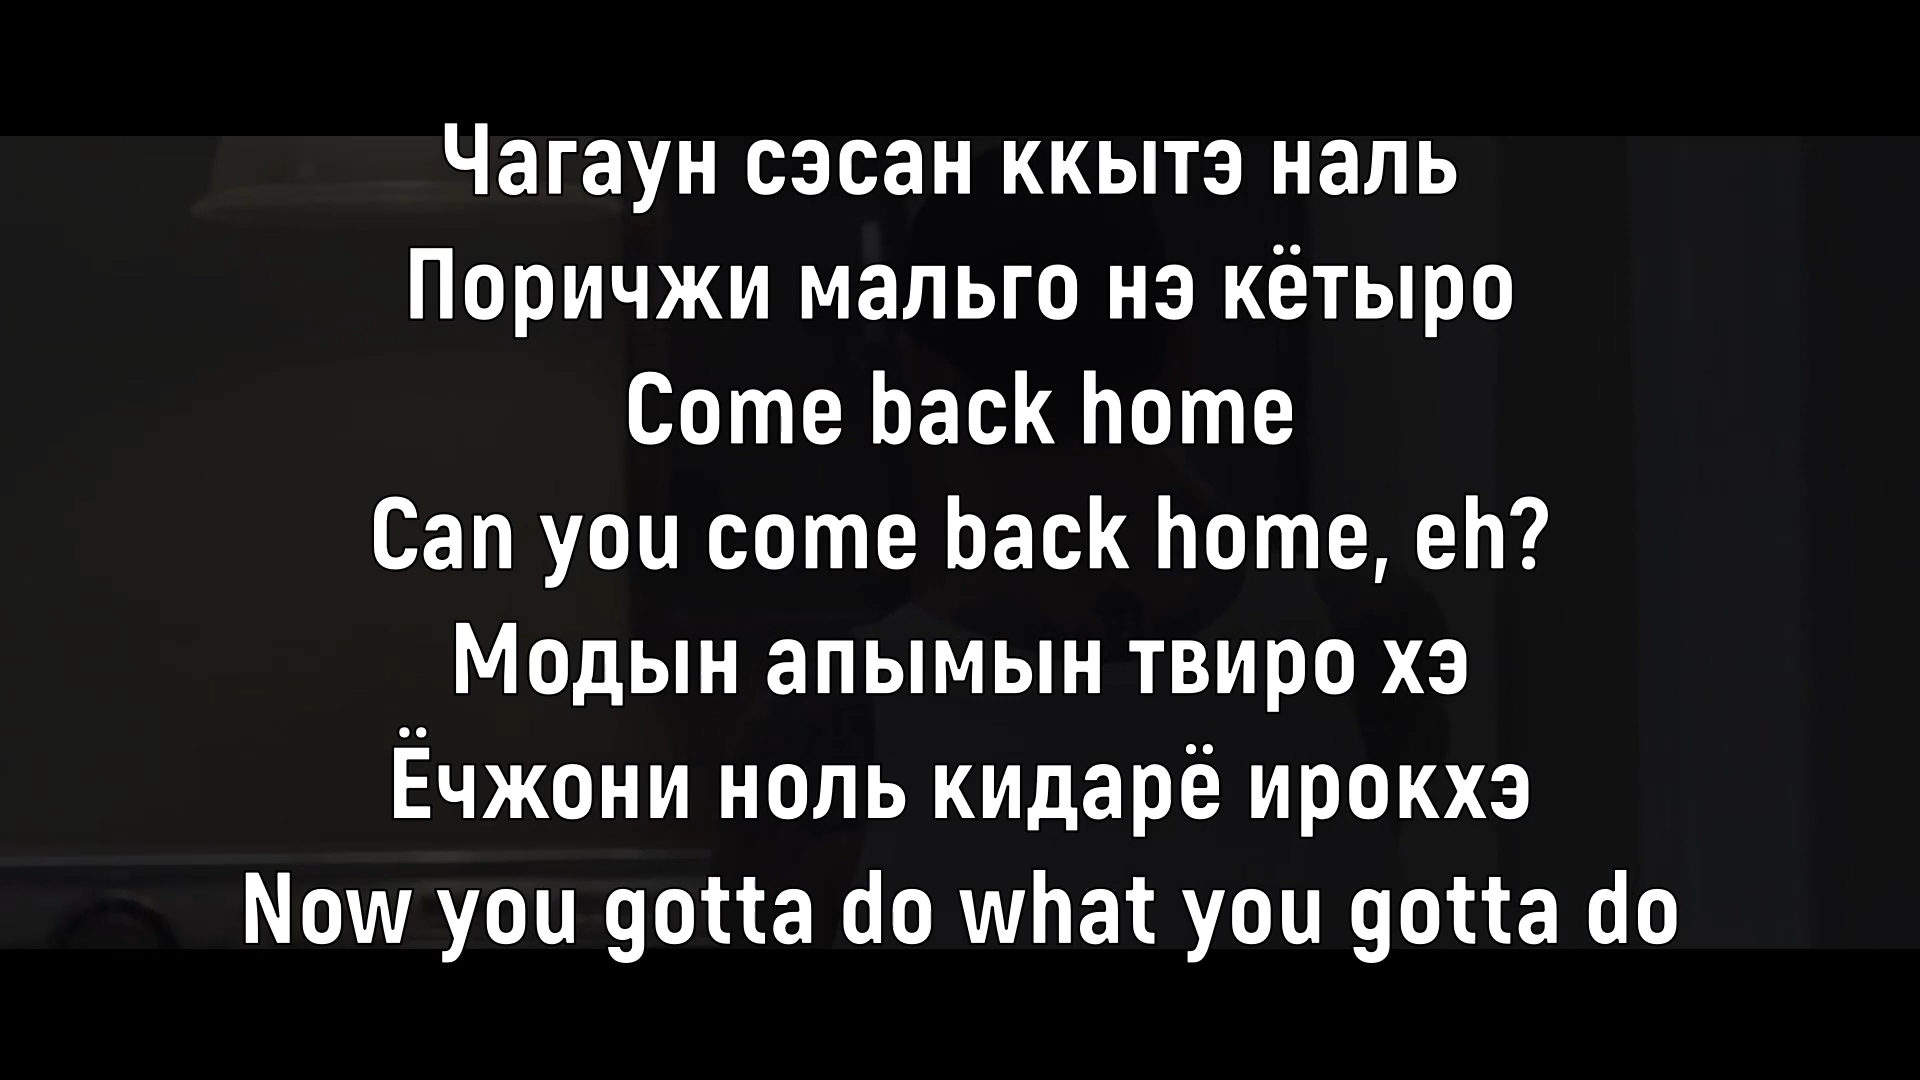 Чагаун сэсан ккытэ наль
Поричжи мальго нэ кётыро
Come back home
Can you come back home, eh?
Модын апымын твиро хэ
Ёчжони ноль кидарё ирокхэ
Now you gotta do what you gotta do